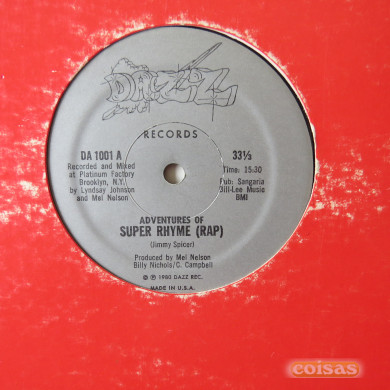 DAZZ
RECORDS
DA 1001 A
Recorded and Mixed
at Platinum Factory
Brooklyn, N.Y.
by Lyndsay Johnson
and Mel Nelson
33⅓
Time: 15:30
Pub: Sangaria
Dill-Lee Music
BMI
ADVENTURES OF
SUPER RHYME (RAP)
(Jimmy Spicer)
Produced by Mel Nelson
Billy Nichols/C. Campbell
© ℗ 1980 DAZZ REC.
MADE IN U.S.A.
coisas